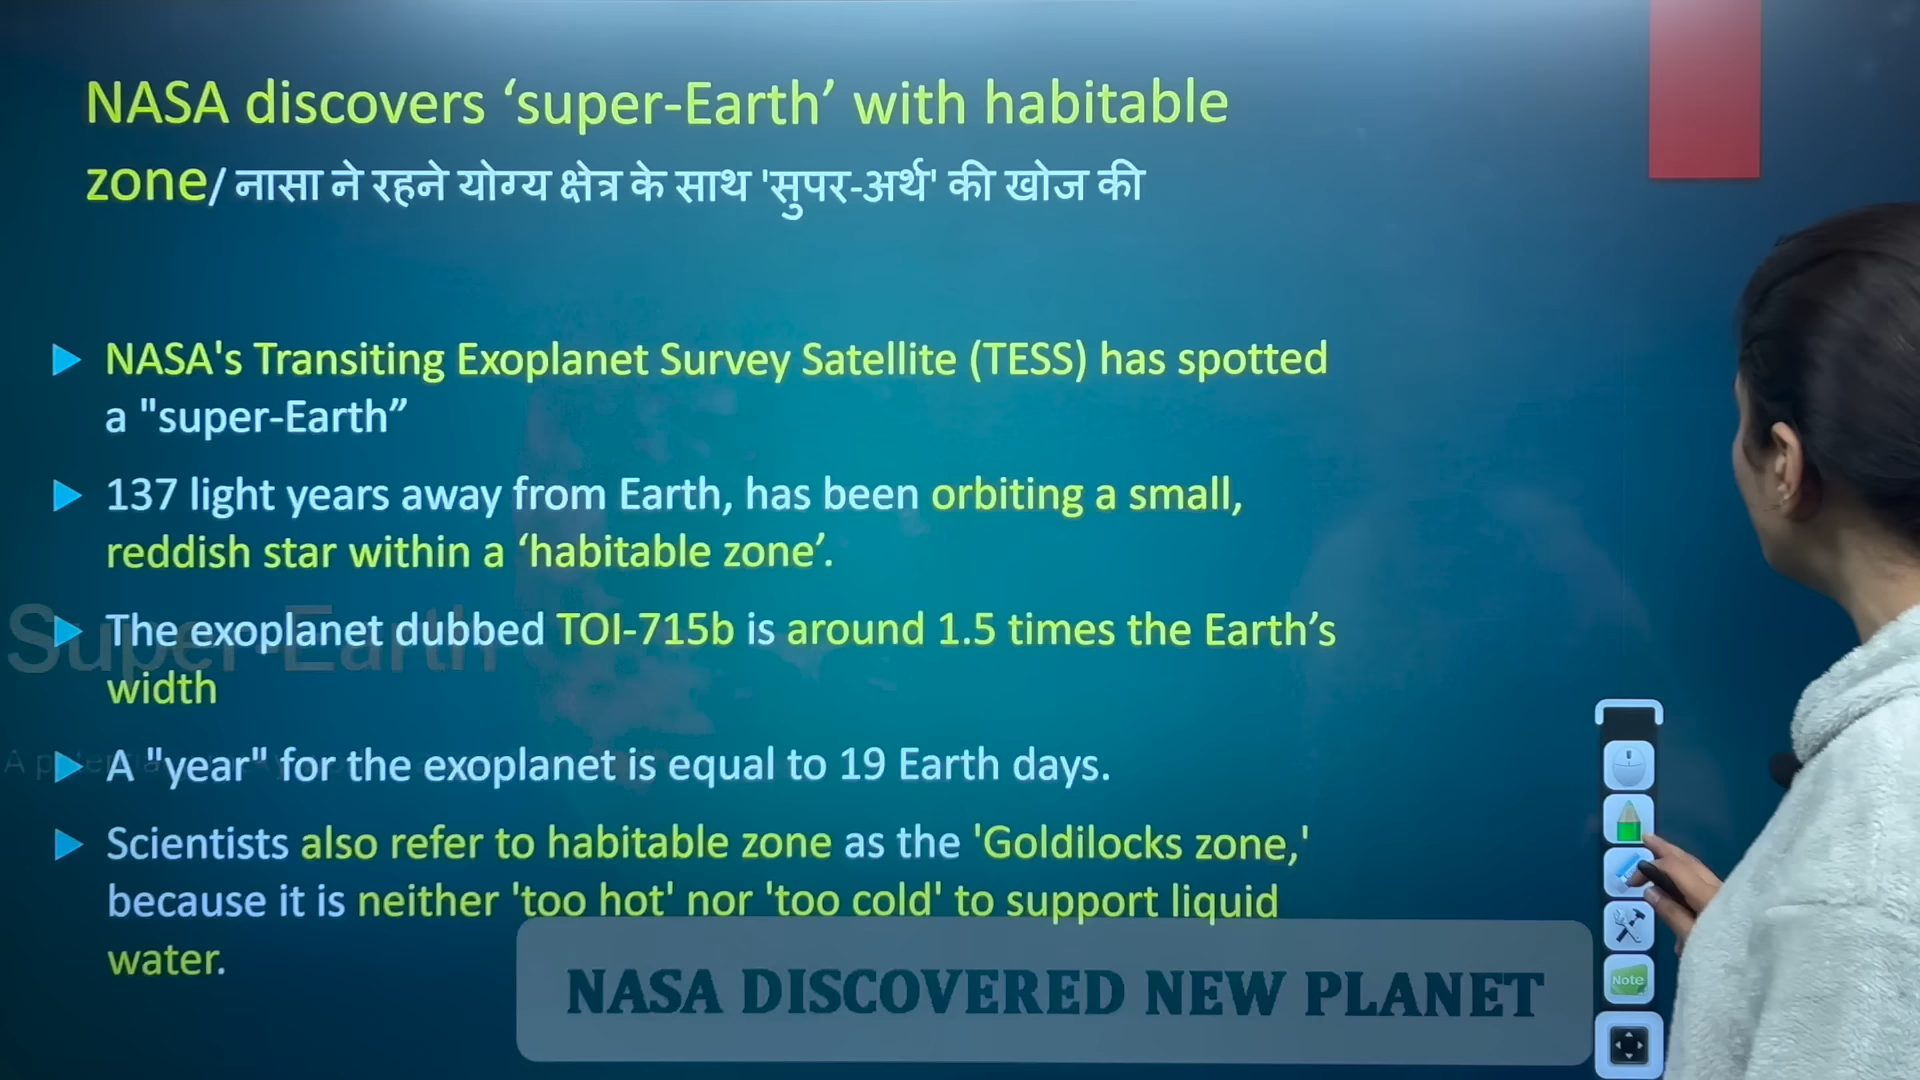 NASA discovers ‘super-Earth’ with habitable
zone/ नासा ने रहने योग्य क्षेत्र के साथ 'सुपर-अर्थ' की खोज की
NASA's Transiting Exoplanet Survey Satellite (TESS) has spotted
a "super-Earth”
137 light years away from Earth, has been orbiting a small,
reddish star within a ‘habitable zone’.
Super-Earth
The exoplanet dubbed TOI-715b is around 1.5 times the Earth’s
width
A "year" for the exoplanet is equal to 19 Earth days.
Scientists also refer to habitable zone as the 'Goldilocks zone,'
because it is neither 'too hot' nor 'too cold' to support liquid
water.
NASA DISCOVERED NEW PLANET
Note